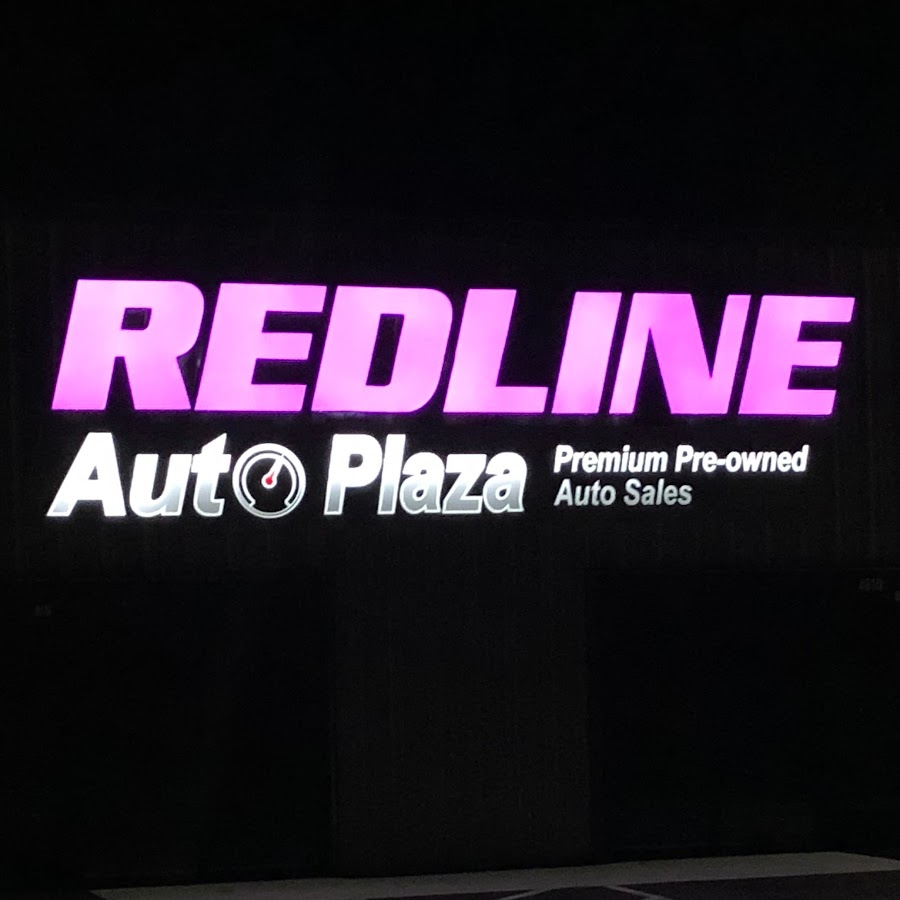 REDLINE
Auto Plaza
Premium Pre-owned
Auto Sales